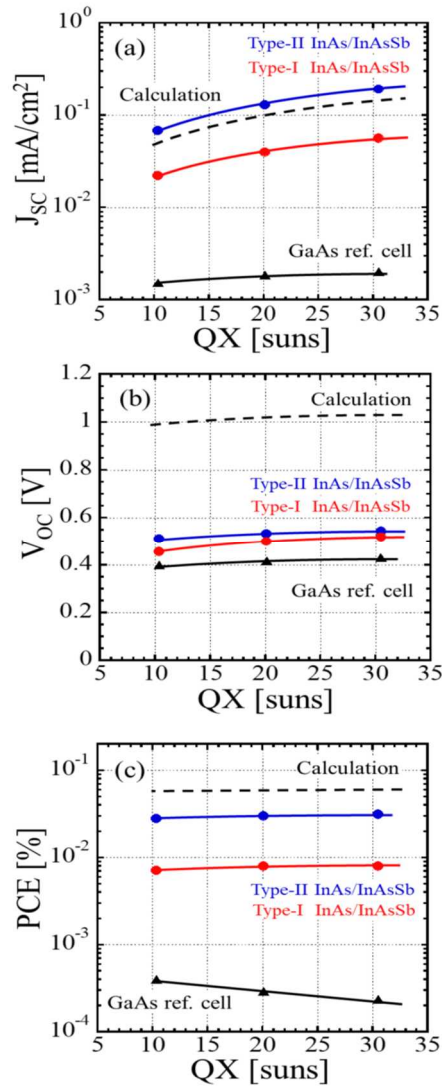 (a)
Type-II InAs/InAsSb
Type-I InAs/InAsSb
Calculation
GaAs ref. cell
J_SC [mA/cm²]
10⁰
10⁻¹
10⁻²
10⁻³
5 10 15 20 25 30 35
QX [suns]
(b)
Calculation
Type-II InAs/InAsSb
Type-I InAs/InAsSb
GaAs ref. cell
V_OC [V]
1.2
1
0.8
0.6
0.4
0.2
0
5 10 15 20 25 30 35
QX [suns]
(c)
Calculation
Type-II InAs/InAsSb
Type-I InAs/InAsSb
GaAs ref. cell
PCE [%]
10⁻¹
10⁻²
10⁻³
10⁻⁴
5 10 15 20 25 30 35
QX [suns]